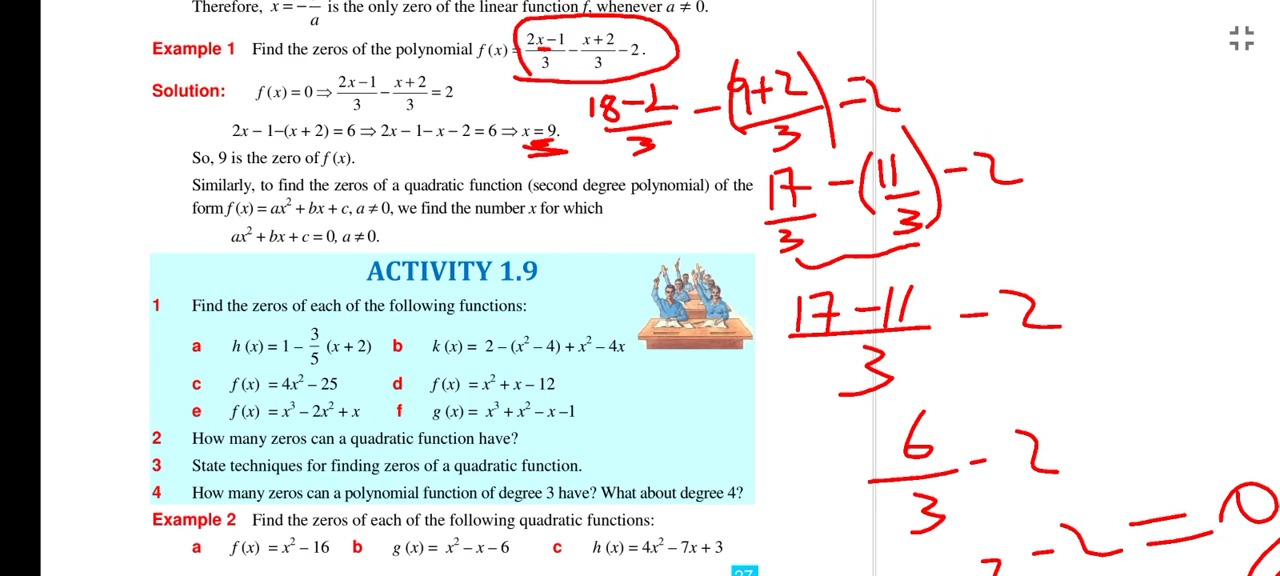 Therefore, x = −— a is the only zero of the linear function f, whenever a ≠ 0.
Example 1 Find the zeros of the polynomial f(x) = (2x−1)/3 − (x+2)/3 − 2.
Solution: f(x) = 0 ⇒ (2x−1)/3 − (x+2)/3 = 2
2x − 1−(x + 2) = 6 ⇒ 2x − 1− x − 2 = 6 ⇒ x = 9.
So, 9 is the zero of f (x).
Similarly, to find the zeros of a quadratic function (second degree polynomial) of the
form f(x) = ax² + bx + c, a ≠ 0, we find the number x for which
ax² + bx + c = 0, a ≠ 0.
ACTIVITY 1.9
1 Find the zeros of each of the following functions:
a h (x) = 1 − 3/5 (x + 2) b k (x) = 2 − (x² − 4) + x² − 4x
c f(x) = 4x² − 25 d f(x) = x² + x − 12
e f(x) = x³ − 2x² + x f g (x) = x³ + x² − x −1
2 How many zeros can a quadratic function have?
3 State techniques for finding zeros of a quadratic function.
4 How many zeros can a polynomial function of degree 3 have? What about degree 4?
Example 2 Find the zeros of each of the following quadratic functions:
a f(x) = x² − 16 b g(x) = x² − x − 6 c h(x) = 4x² − 7x + 3
(18−1)/3 − ((9+2)/3) − 2
17/3 − (11/3) − 2
(17 − 11)/3 − 2
6/3 − 2
− 2 = 0